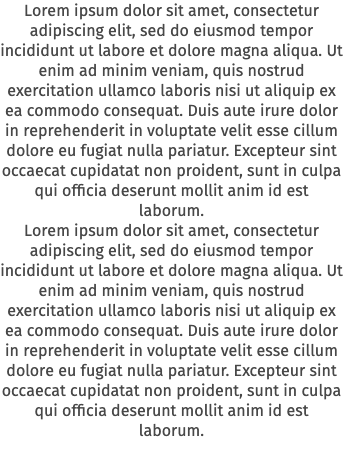 Lorem ipsum dolor sit amet, consectetur
adipiscing elit, sed do eiusmod tempor
incididunt ut labore et dolore magna aliqua. Ut
enim ad minim veniam, quis nostrud
exercitation ullamco laboris nisi ut aliquip ex
ea commodo consequat. Duis aute irure dolor
in reprehenderit in voluptate velit esse cillum
dolore eu fugiat nulla pariatur. Excepteur sint
occaecat cupidatat non proident, sunt in culpa
qui officia deserunt mollit anim id est
laborum.
Lorem ipsum dolor sit amet, consectetur
adipiscing elit, sed do eiusmod tempor
incididunt ut labore et dolore magna aliqua. Ut
enim ad minim veniam, quis nostrud
exercitation ullamco laboris nisi ut aliquip ex
ea commodo consequat. Duis aute irure dolor
in reprehenderit in voluptate velit esse cillum
dolore eu fugiat nulla pariatur. Excepteur sint
occaecat cupidatat non proident, sunt in culpa
qui officia deserunt mollit anim id est
laborum.